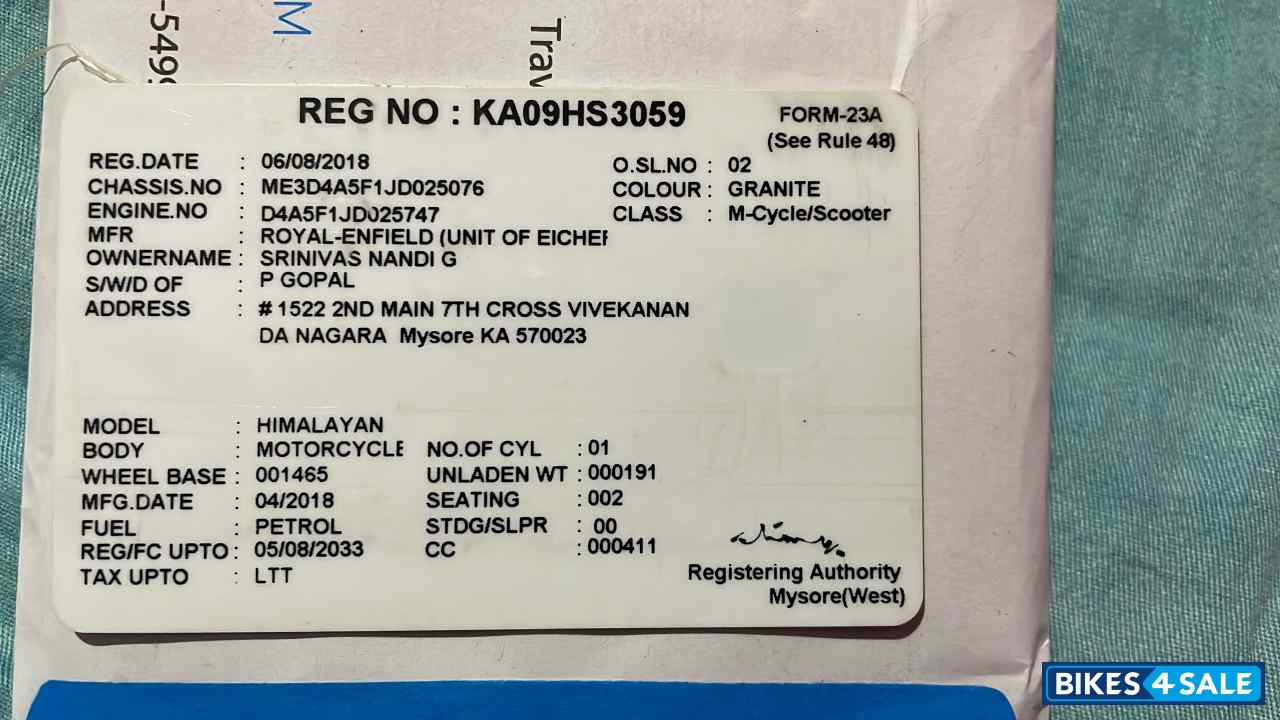 -549
M
Trav
REG NO : KA09HS3059
FORM-23A
(See Rule 48)
REG.DATE : 06/08/2018
O.SL.NO : 02
CHASSIS.NO : ME3D4A5F1JD025076
COLOUR : GRANITE
ENGINE.NO : D4A5F1JD025747
CLASS : M-Cycle/Scooter
MFR : ROYAL-ENFIELD (UNIT OF EICHER
OWNERNAME : SRINIVAS NANDI G
S/W/D OF : P GOPAL
ADDRESS : # 1522 2ND MAIN 7TH CROSS VIVEKANAN
DA NAGARA Mysore KA 570023
MODEL : HIMALAYAN
BODY : MOTORCYCLE NO.OF CYL : 01
WHEEL BASE : 001465 UNLADEN WT : 000191
MFG.DATE : 04/2018 SEATING : 002
FUEL : PETROL STDG/SLPR : 00
REG/FC UPTO : 05/08/2033 CC : 000411
TAX UPTO : LTT
Registering Authority
Mysore(West)
BIKES4SALE